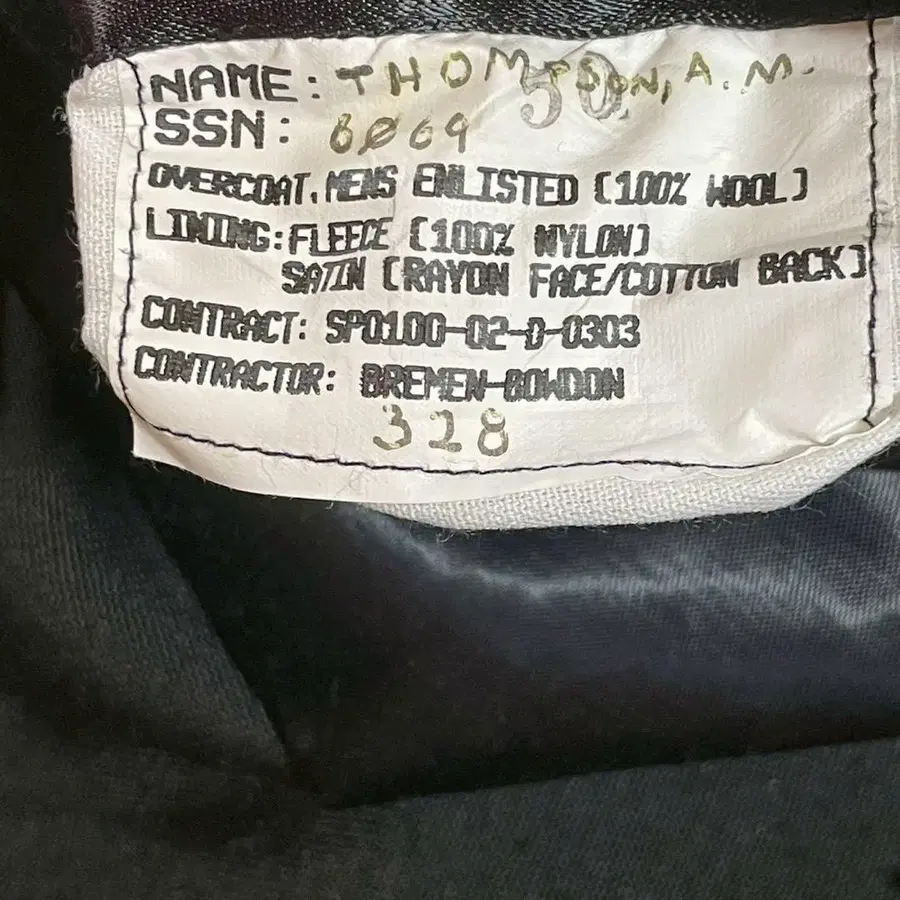 NAME: THOMPSON, A. M.
50
SSN: 6069
OVERCOAT, MENS ENLISTED (100% WOOL)
LINING: FLEECE (100% NYLON)
SATIN (RAYON FACE/COTTON BACK)
CONTRACT: SP0100-02-D-0303
CONTRACTOR: BREMEN-BOWDON
328